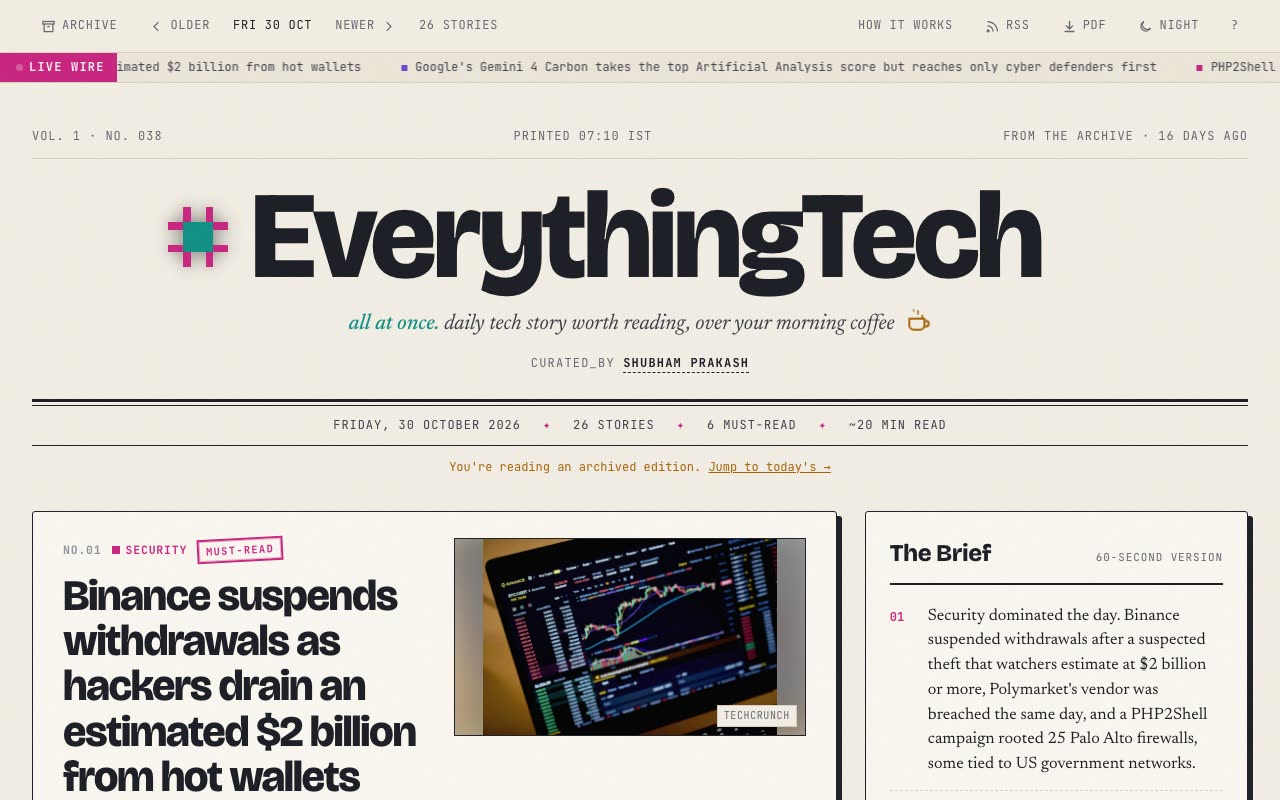 ARCHIVE OLDER FRI 30 OCT NEWER 26 STORIES HOW IT WORKS RSS PDF NIGHT ?
LIVE WIRE imated $2 billion from hot wallets ■ Google's Gemini 4 Carbon takes the top Artificial Analysis score but reaches only cyber defenders first ■ PHP2Shell
VOL. 1 · NO. 038 PRINTED 07:10 IST FROM THE ARCHIVE · 16 DAYS AGO
EverythingTech
all at once. daily tech story worth reading, over your morning coffee
CURATED_BY SHUBHAM PRAKASH
FRIDAY, 30 OCTOBER 2026 ✦ 26 STORIES ✦ 6 MUST-READ ✦ ~20 MIN READ
You're reading an archived edition. Jump to today's →
NO.01 SECURITY MUST-READ
Binance suspends
withdrawals as
hackers drain an
estimated $2 billion
from hot wallets
TECHCRUNCH
The Brief 60-SECOND VERSION
01 Security dominated the day. Binance
suspended withdrawals after a suspected
theft that watchers estimate at $2 billion
or more, Polymarket's vendor was
breached the same day, and a PHP2Shell
campaign rooted 25 Palo Alto firewalls,
some tied to US government networks.